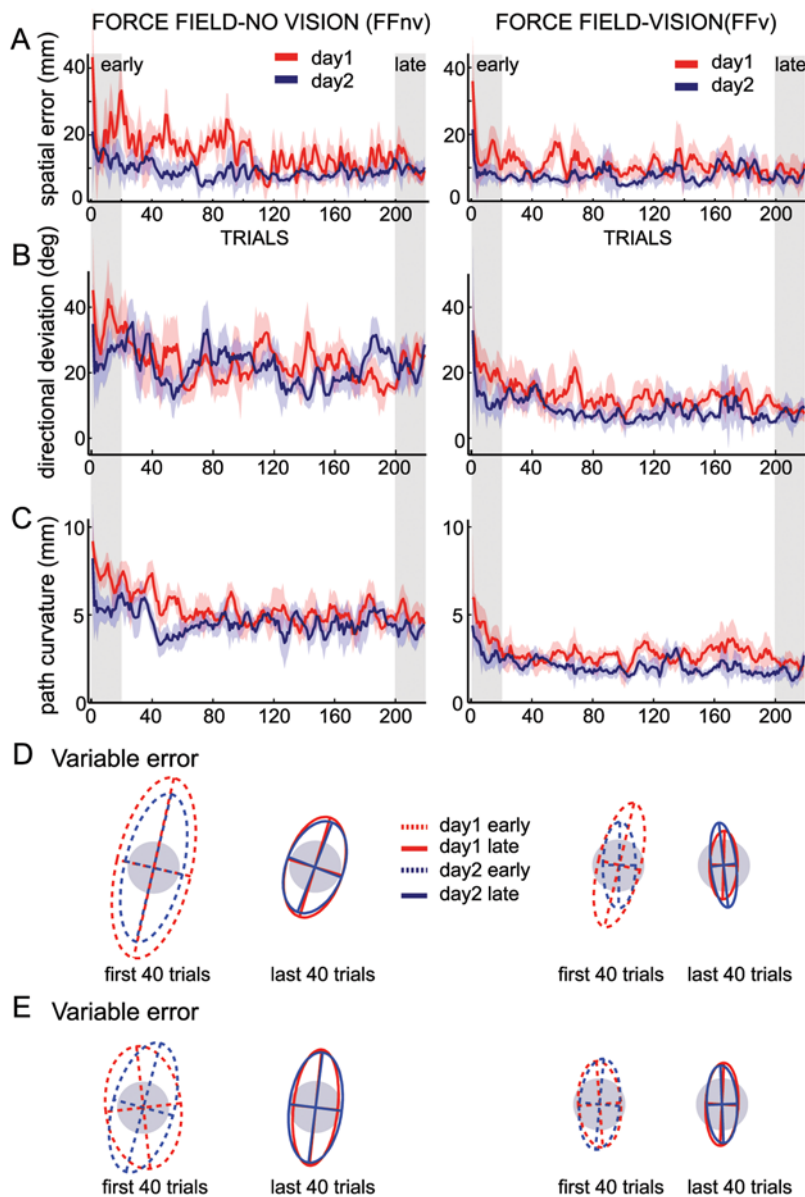 FORCE FIELD-NO VISION (FFnv)
FORCE FIELD-VISION(FFv)
A
spatial error (mm)
40
20
0
early
day1
day2
late
0 40 80 120 160 200
TRIALS
early
day1
day2
late
40
20
0
0 40 80 120 160 200
TRIALS
B
directional deviation (deg)
40
20
0
0 40 80 120 160 200
40
20
0
0 40 80 120 160 200
C
path curvature (mm)
10
5
0
0 40 80 120 160 200
10
5
0
0 40 80 120 160 200
D Variable error
day1 early
day1 late
day2 early
day2 late
first 40 trials
last 40 trials
first 40 trials
last 40 trials
E Variable error
first 40 trials
last 40 trials
first 40 trials
last 40 trials